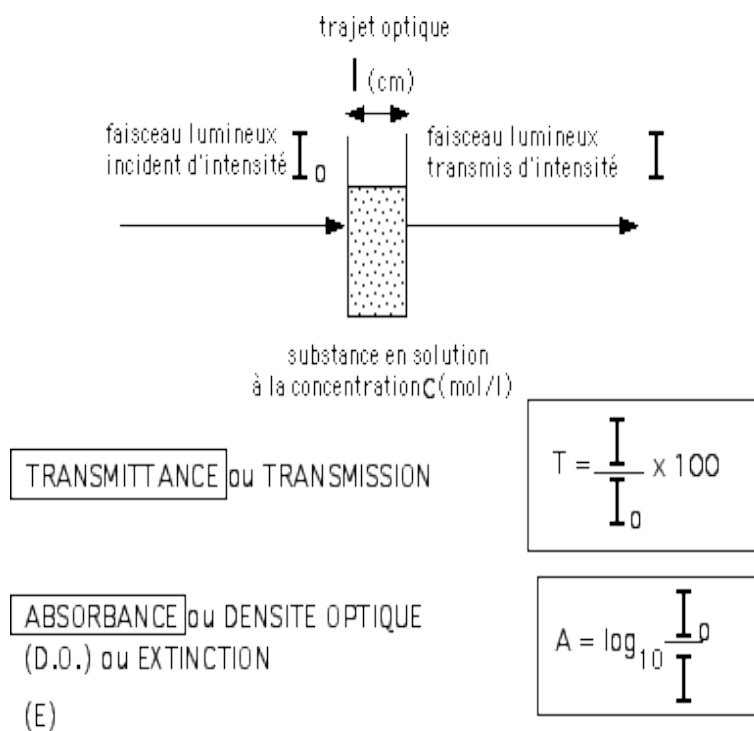 trajet optique
l (cm)
faisceau lumineux
incident d'intensité I0
faisceau lumineux
transmis d'intensité I
substance en solution
à la concentration C (mol/l)
TRANSMITTANCE ou TRANSMISSION
T = I / I0 x 100
ABSORBANCE ou DENSITE OPTIQUE
(D.O.) ou EXTINCTION
(E)
A = log10 I0 / I